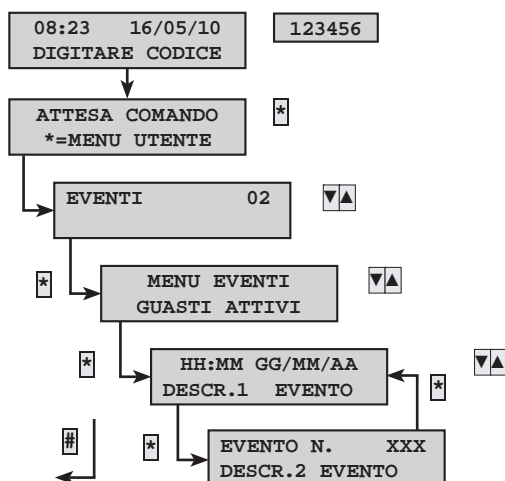 08:23 16/05/10 123456
DIGITARE CODICE
ATTESA COMANDO *
*=MENU UTENTE
EVENTI 02 ▼▲
* MENU EVENTI ▼▲
GUASTI ATTIVI
* HH:MM GG/MM/AA ▼▲
DESCR.1 EVENTO *
# * EVENTO N. XXX
DESCR.2 EVENTO